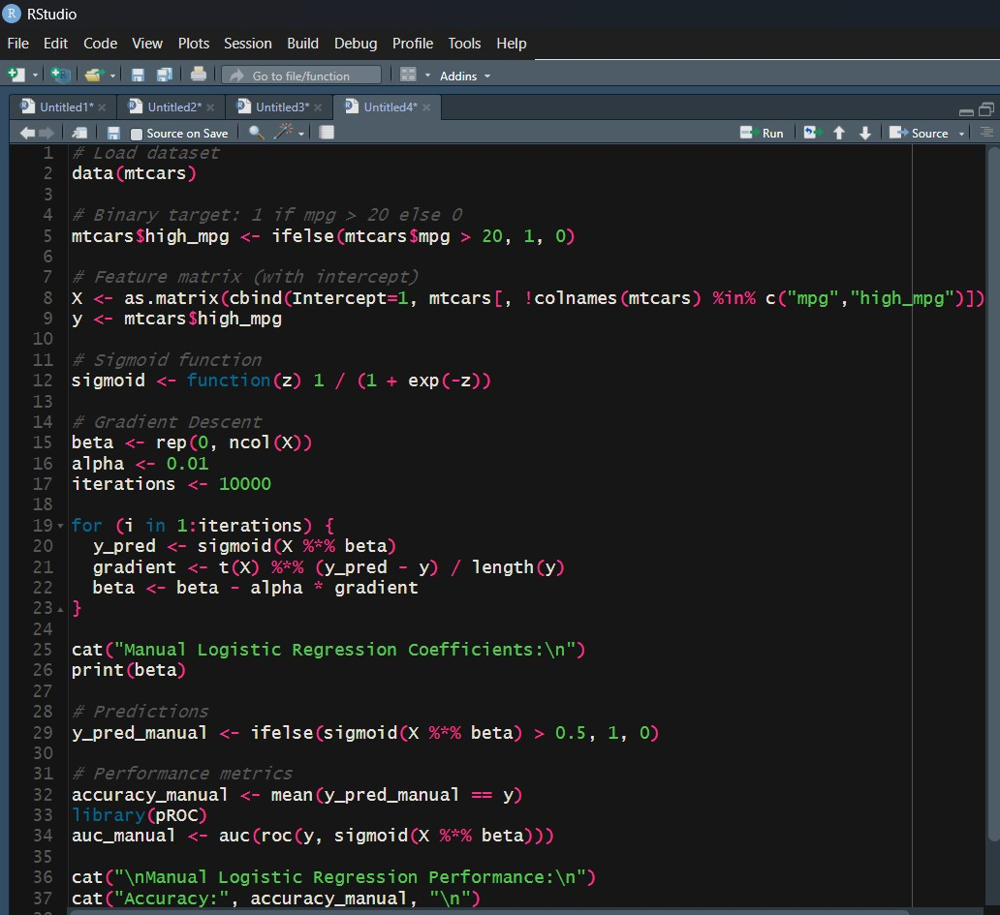 RStudio
File Edit Code View Plots Session Build Debug Profile Tools Help
Go to file/function Addins
Untitled1* Untitled2* Untitled3* Untitled4*
Source on Save Run Source
1 # Load dataset
2 data(mtcars)
3
4 # Binary target: 1 if mpg > 20 else 0
5 mtcars$high_mpg <- ifelse(mtcars$mpg > 20, 1, 0)
6
7 # Feature matrix (with intercept)
8 X <- as.matrix(cbind(Intercept=1, mtcars[, !colnames(mtcars) %in% c("mpg","high_mpg")])
9 y <- mtcars$high_mpg
10
11 # Sigmoid function
12 sigmoid <- function(z) 1 / (1 + exp(-z))
13
14 # Gradient Descent
15 beta <- rep(0, ncol(X))
16 alpha <- 0.01
17 iterations <- 10000
18
19 for (i in 1:iterations) {
20   y_pred <- sigmoid(X %*% beta)
21   gradient <- t(X) %*% (y_pred - y) / length(y)
22   beta <- beta - alpha * gradient
23 }
24
25 cat("Manual Logistic Regression Coefficients:\n")
26 print(beta)
27
28 # Predictions
29 y_pred_manual <- ifelse(sigmoid(X %*% beta) > 0.5, 1, 0)
30
31 # Performance metrics
32 accuracy_manual <- mean(y_pred_manual == y)
33 library(pROC)
34 auc_manual <- auc(roc(y, sigmoid(X %*% beta)))
35
36 cat("\nManual Logistic Regression Performance:\n")
37 cat("Accuracy:", accuracy_manual, "\n")